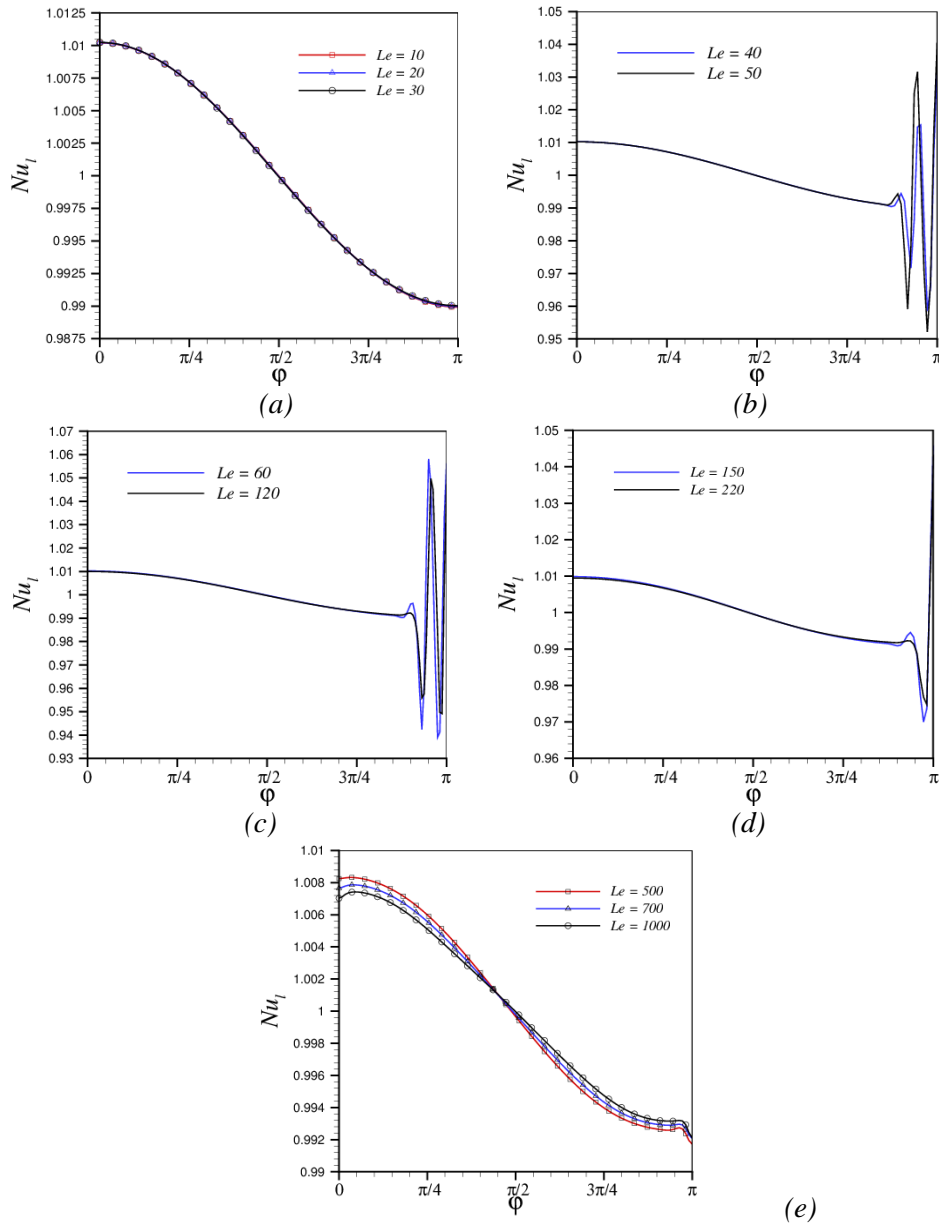 1.0125
1.01
1.0075
1.005
1.0025
1
0.9975
0.995
0.9925
0.99
0.9875
Nu_l
Le = 10
Le = 20
Le = 30
0
π/4
π/2
3π/4
π
φ
(a)
1.05
1.04
1.03
1.02
1.01
1
0.99
0.98
0.97
0.96
0.95
Nu_l
Le = 40
Le = 50
0
π/4
π/2
3π/4
π
φ
(b)
1.07
1.06
1.05
1.04
1.03
1.02
1.01
1
0.99
0.98
0.97
0.96
0.95
0.94
0.93
Nu_l
Le = 60
Le = 120
0
π/4
π/2
3π/4
π
φ
(c)
1.05
1.04
1.03
1.02
1.01
1
0.99
0.98
0.97
0.96
Nu_l
Le = 150
Le = 220
0
π/4
π/2
3π/4
π
φ
(d)
1.01
1.008
1.006
1.004
1.002
1
0.998
0.996
0.994
0.992
0.99
Nu_l
Le = 500
Le = 700
Le = 1000
0
π/4
π/2
3π/4
π
φ
(e)